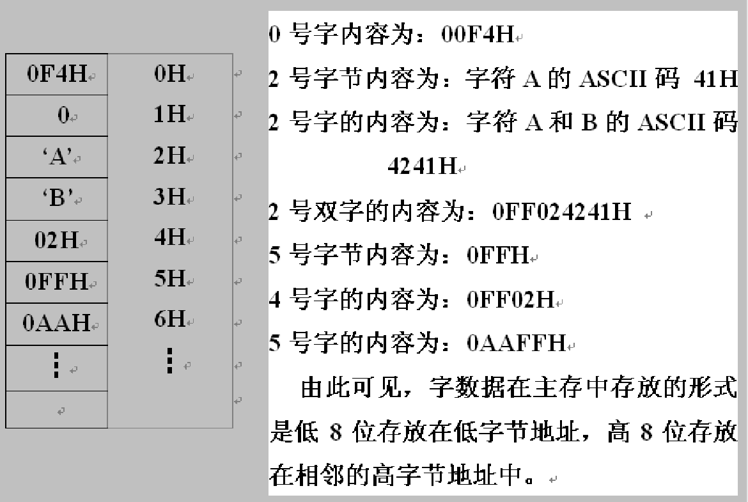 0F4H 0H
0 1H
‘A’ 2H
‘B’ 3H
02H 4H
0FFH 5H
0AAH 6H
0 号字内容为：00F4H
2 号字节内容为：字符 A 的 ASCII 码 41H
2 号字的内容为：字符 A 和 B 的 ASCII 码
4241H
2 号双字的内容为：0FF024241H
5 号字节内容为：0FFH
4 号字的内容为：0FF02H
5 号字的内容为：0AAFFH
由此可见，字数据在主存中存放的形式
是低 8 位存放在低字节地址，高 8 位存放
在相邻的高字节地址中。